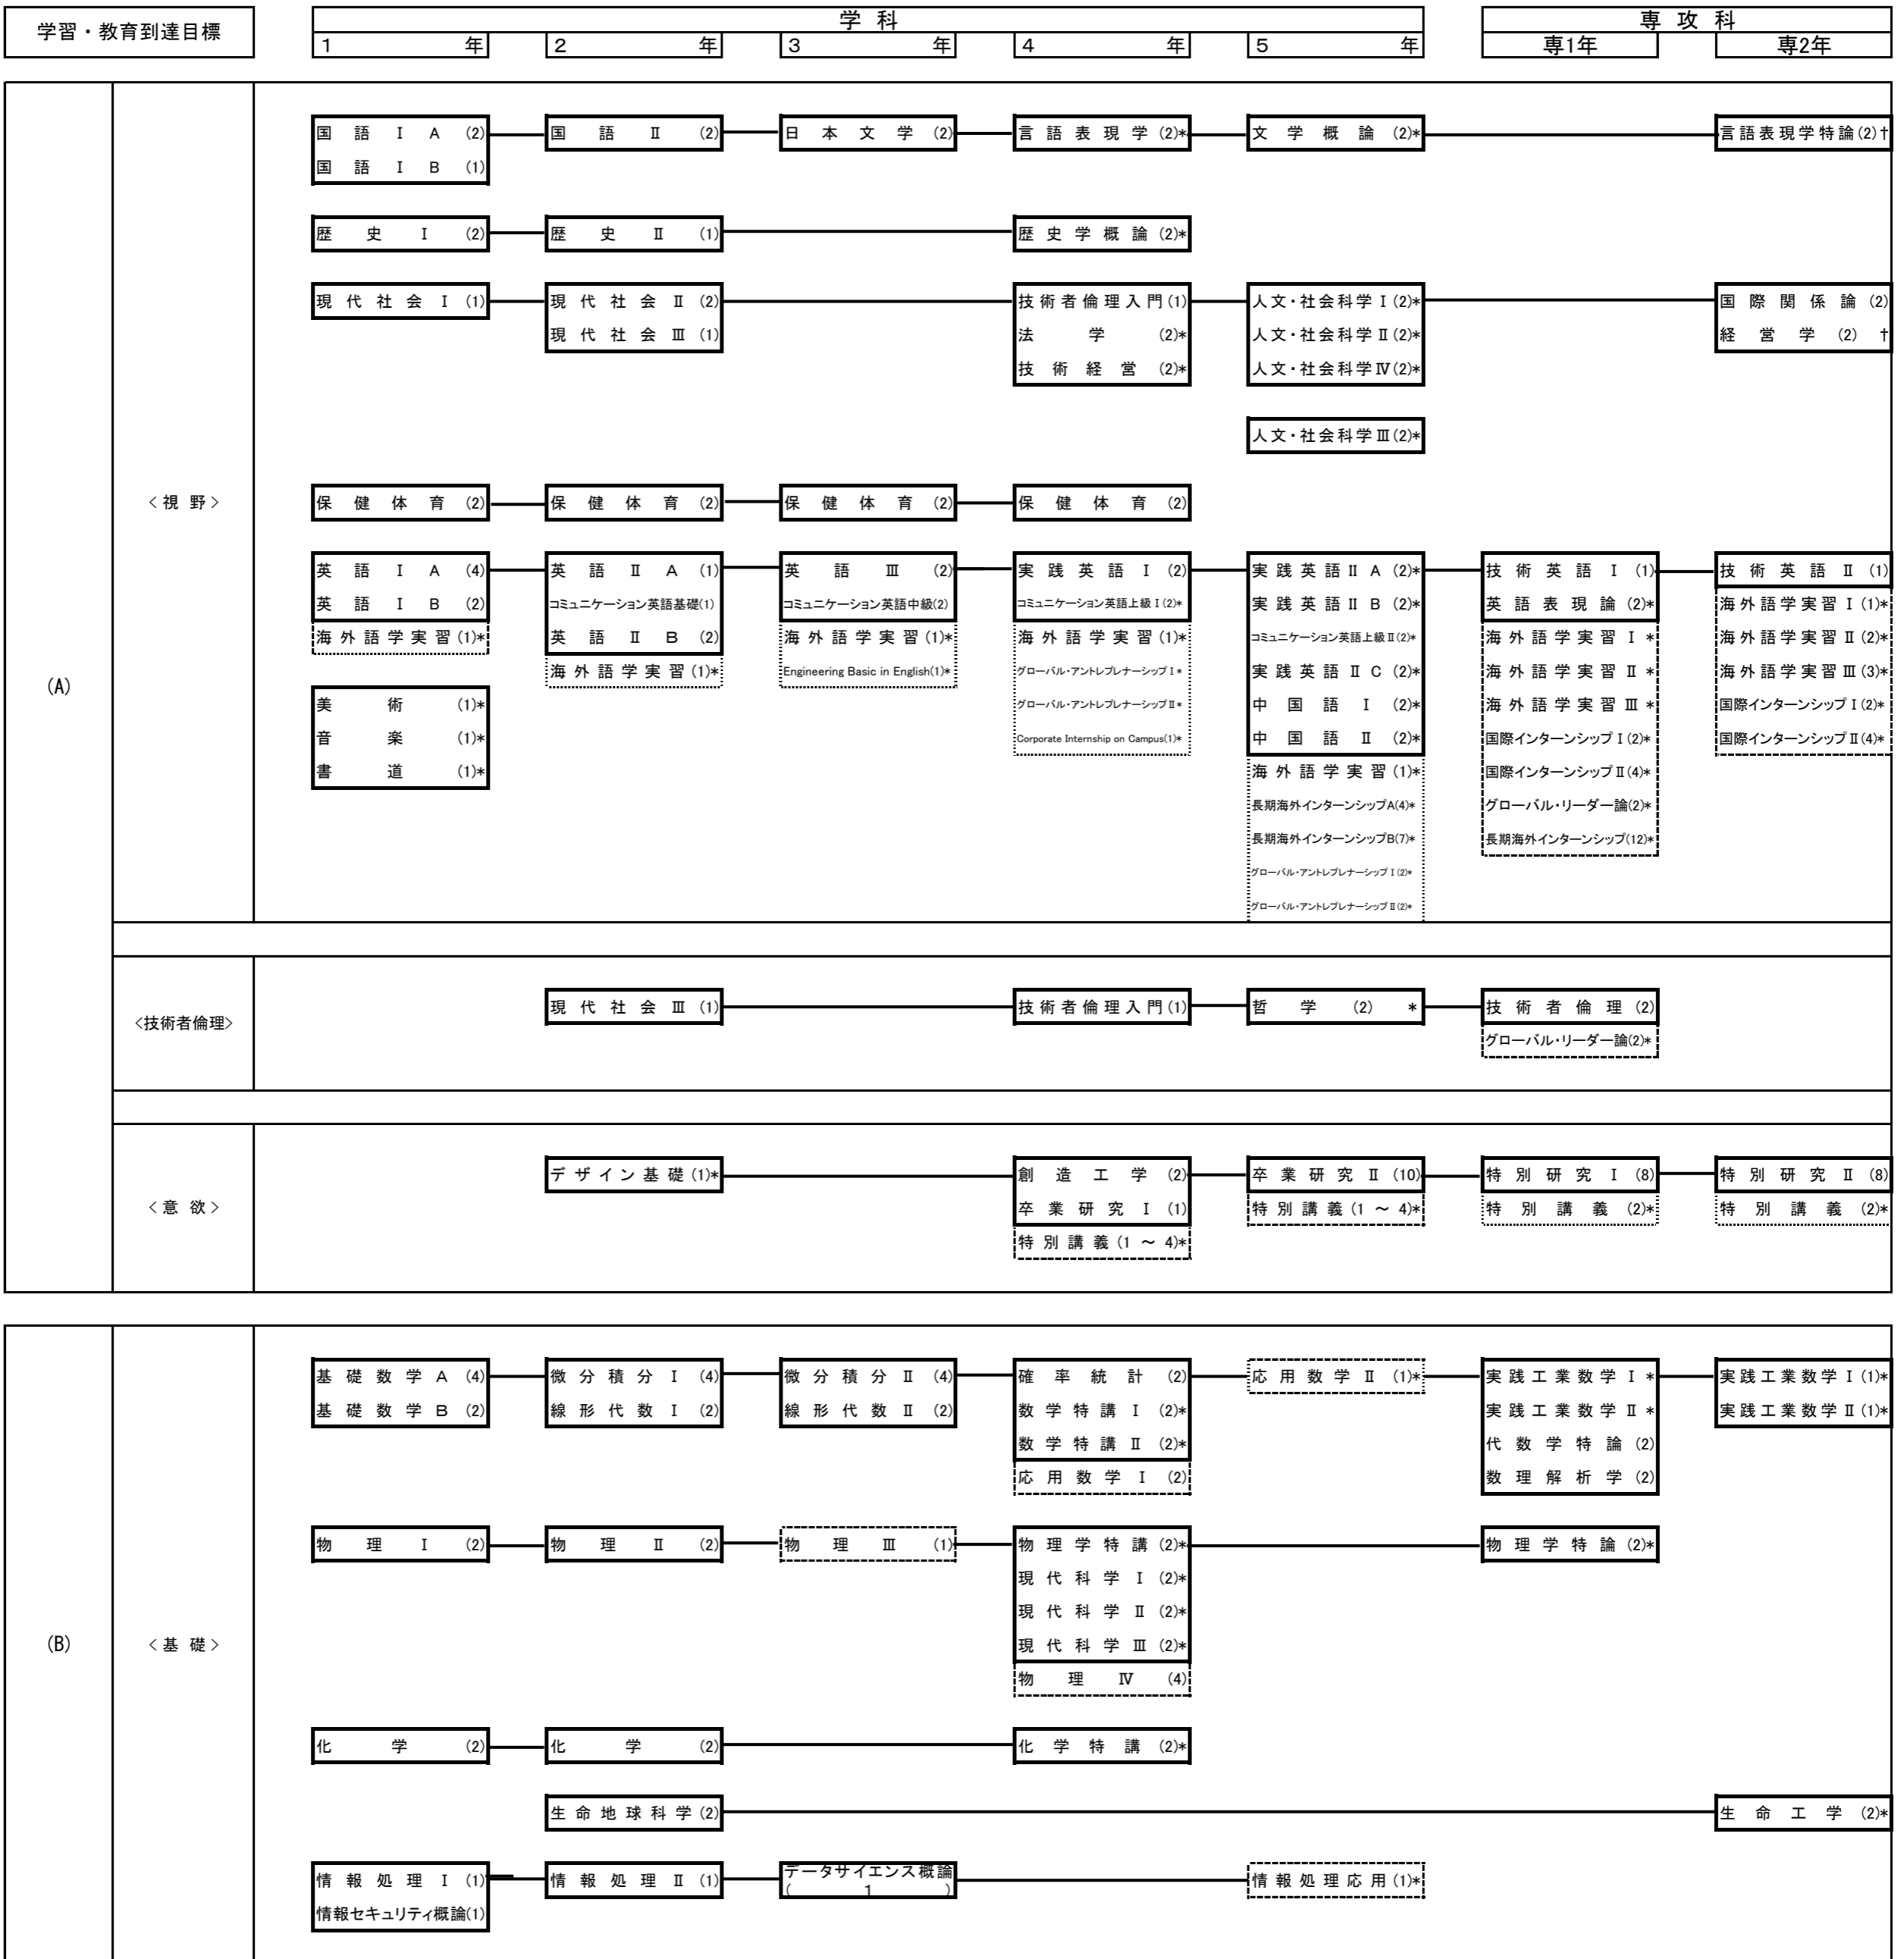 学習・教育到達目標 学科 専攻科
1年 2年 3年 4年 5年 専1年 専2年
国語ⅠA(2) 国語Ⅱ(2) 日本文学(2) 言語表現学(2)* 文学概論(2)* 言語表現学特論(2)†
国語ⅠB(1)
歴史Ⅰ(2) 歴史Ⅱ(1) 歴史学概論(2)*
現代社会Ⅰ(1) 現代社会Ⅱ(2) 技術者倫理入門(1) 人文・社会科学Ⅰ(2)* 国際関係論(2)
現代社会Ⅲ(1) 法学(2)* 人文・社会科学Ⅱ(2)* 経営学(2)†
技術経営(2)* 人文・社会科学Ⅳ(2)*
人文・社会科学Ⅲ(2)*
<視野> 保健体育(2) 保健体育(2) 保健体育(2) 保健体育(2)
英語ⅠA(4) 英語ⅡA(1) 英語Ⅲ(2) 実践英語Ⅰ(2) 実践英語ⅡA(2)* 技術英語Ⅰ(1) 技術英語Ⅱ(1)
英語ⅠB(2) コミュニケーション英語基礎(1) コミュニケーション英語中級(2) コミュニケーション英語上級Ⅰ(2)* 実践英語ⅡB(2)* 英語表現論(2)* 海外語学実習Ⅰ(1)*
海外語学実習(1)* 英語ⅡB(2) 海外語学実習(1)* 海外語学実習(1)* コミュニケーション英語上級Ⅱ(2)* 海外語学実習Ⅰ* 海外語学実習Ⅱ(2)*
海外語学実習(1)* Engineering Basic in English(1)* グローバル・アントレプレナーシップⅠ* 実践英語ⅡC(2)* 海外語学実習Ⅱ* 海外語学実習Ⅲ(3)*
(A)
美術(1)* グローバル・アントレプレナーシップⅡ* 中国語Ⅰ(2)* 海外語学実習Ⅲ* 国際インターンシップⅠ(2)*
音楽(1)* Corporate Internship on Campus(1)* 中国語Ⅱ(2)* 国際インターンシップⅠ(2)* 国際インターンシップⅡ(4)*
書道(1)* 海外語学実習(1)* 国際インターンシップⅡ(4)*
長期海外インターンシップA(4)* グローバル・リーダー論(2)*
長期海外インターンシップB(7)* 長期海外インターンシップ(12)*
グローバル・アントレプレナーシップⅠ(2)*
グローバル・アントレプレナーシップⅡ(2)*
<技術者倫理> 現代社会Ⅲ(1) 技術者倫理入門(1) 哲学(2)* 技術者倫理(2)
グローバル・リーダー論(2)*
デザイン基礎(1)* 創造工学(2) 卒業研究Ⅱ(10) 特別研究Ⅰ(8) 特別研究Ⅱ(8)
<意欲> 卒業研究Ⅰ(1) 特別講義(1～4)* 特別講義(2)* 特別講義(2)*
特別講義(1～4)*
基礎数学A(4) 微分積分Ⅰ(4) 微分積分Ⅱ(4) 確率統計(2) 応用数学Ⅱ(1)* 実践工業数学Ⅰ* 実践工業数学Ⅰ(1)*
基礎数学B(2) 線形代数Ⅰ(2) 線形代数Ⅱ(2) 数学特講Ⅰ(2)* 実践工業数学Ⅱ* 実践工業数学Ⅱ(1)*
数学特講Ⅱ(2)* 代数学特論(2)
応用数学Ⅰ(2) 数理解析学(2)
物理Ⅰ(2) 物理Ⅱ(2) 物理Ⅲ(1) 物理学特講(2)* 物理学特論(2)*
現代科学Ⅰ(2)*
現代科学Ⅱ(2)*
(B) <基礎> 現代科学Ⅲ(2)*
物理Ⅳ(4)
化学(2) 化学(2) 化学特講(2)*
生命地球科学(2) 生命工学(2)*
情報処理Ⅰ(1) 情報処理Ⅱ(1) データサイエンス概論(1) 情報処理応用(1)*
情報セキュリティ概論(1)